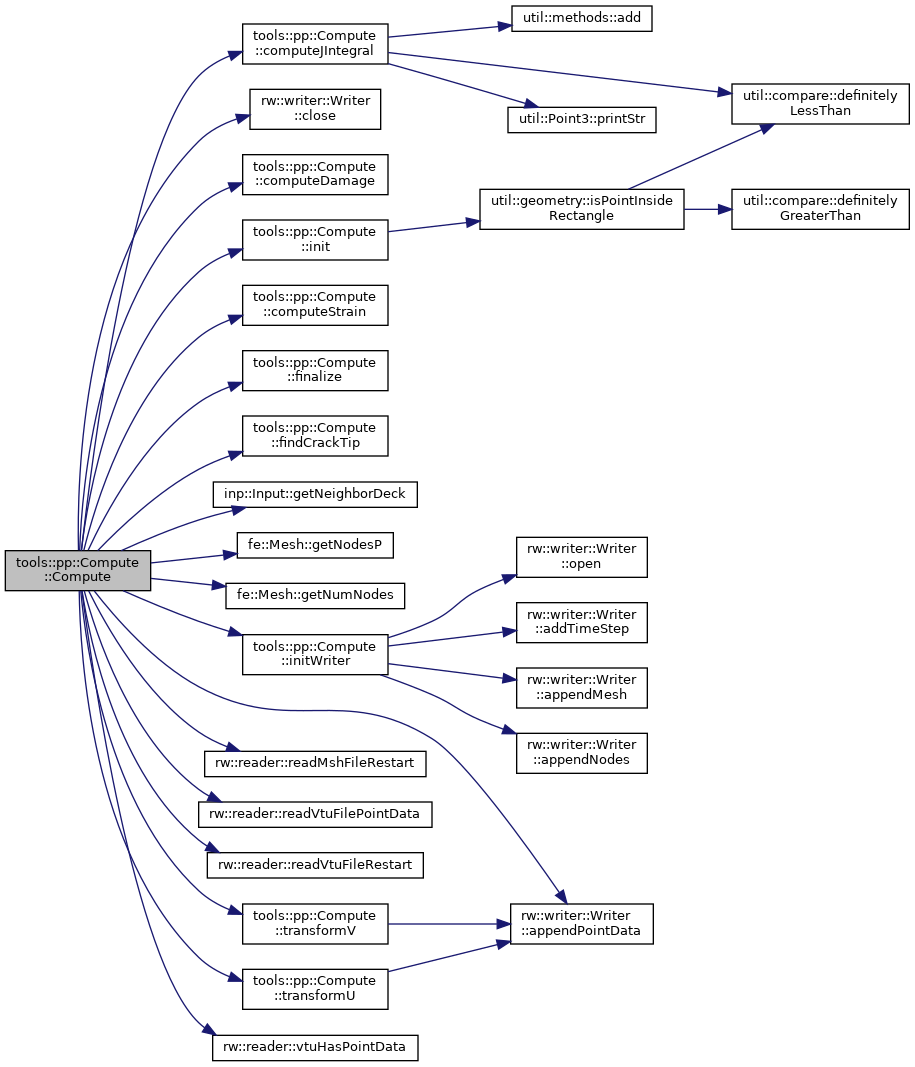 tools::pp::Compute
::computeJIntegral
util::methods::add
rw::writer::Writer
::close
util::Point3::printStr
util::compare::definitely
LessThan
tools::pp::Compute
::computeDamage
util::geometry::isPointInside
Rectangle
util::compare::definitely
GreaterThan
tools::pp::Compute
::init
tools::pp::Compute
::computeStrain
tools::pp::Compute
::finalize
tools::pp::Compute
::findCrackTip
inp::Input::getNeighborDeck
fe::Mesh::getNodesP
tools::pp::Compute
::Compute
fe::Mesh::getNumNodes
rw::writer::Writer
::open
tools::pp::Compute
::initWriter
rw::writer::Writer
::addTimeStep
rw::writer::Writer
::appendMesh
rw::writer::Writer
::appendNodes
rw::reader::readMshFileRestart
rw::reader::readVtuFilePointData
rw::reader::readVtuFileRestart
tools::pp::Compute
::transformV
rw::writer::Writer
::appendPointData
tools::pp::Compute
::transformU
rw::reader::vtuHasPointData